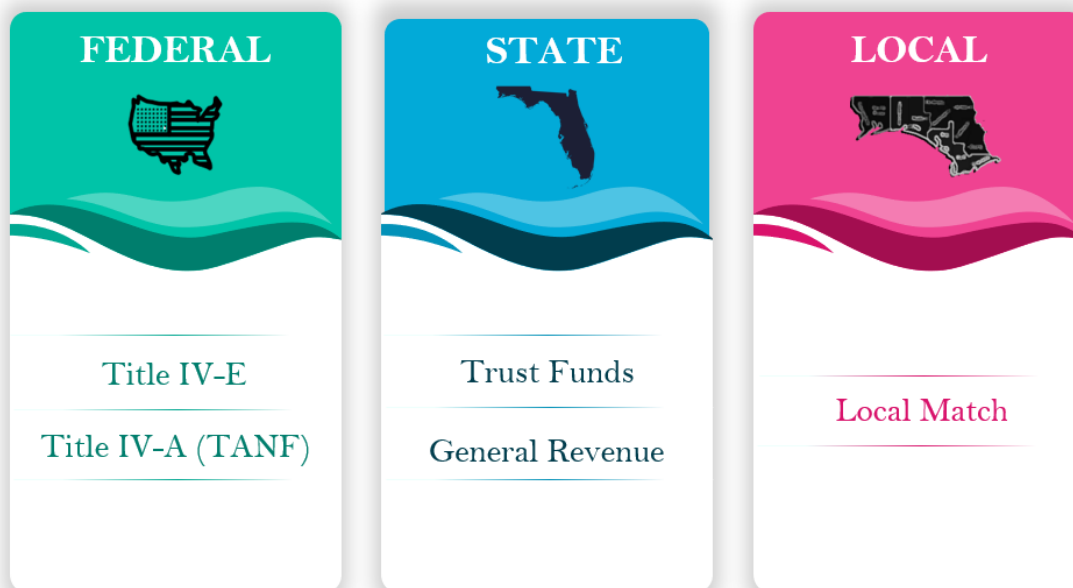 FEDERAL
Title IV-E
Title IV-A (TANF)
STATE
Trust Funds
General Revenue
LOCAL
Local Match